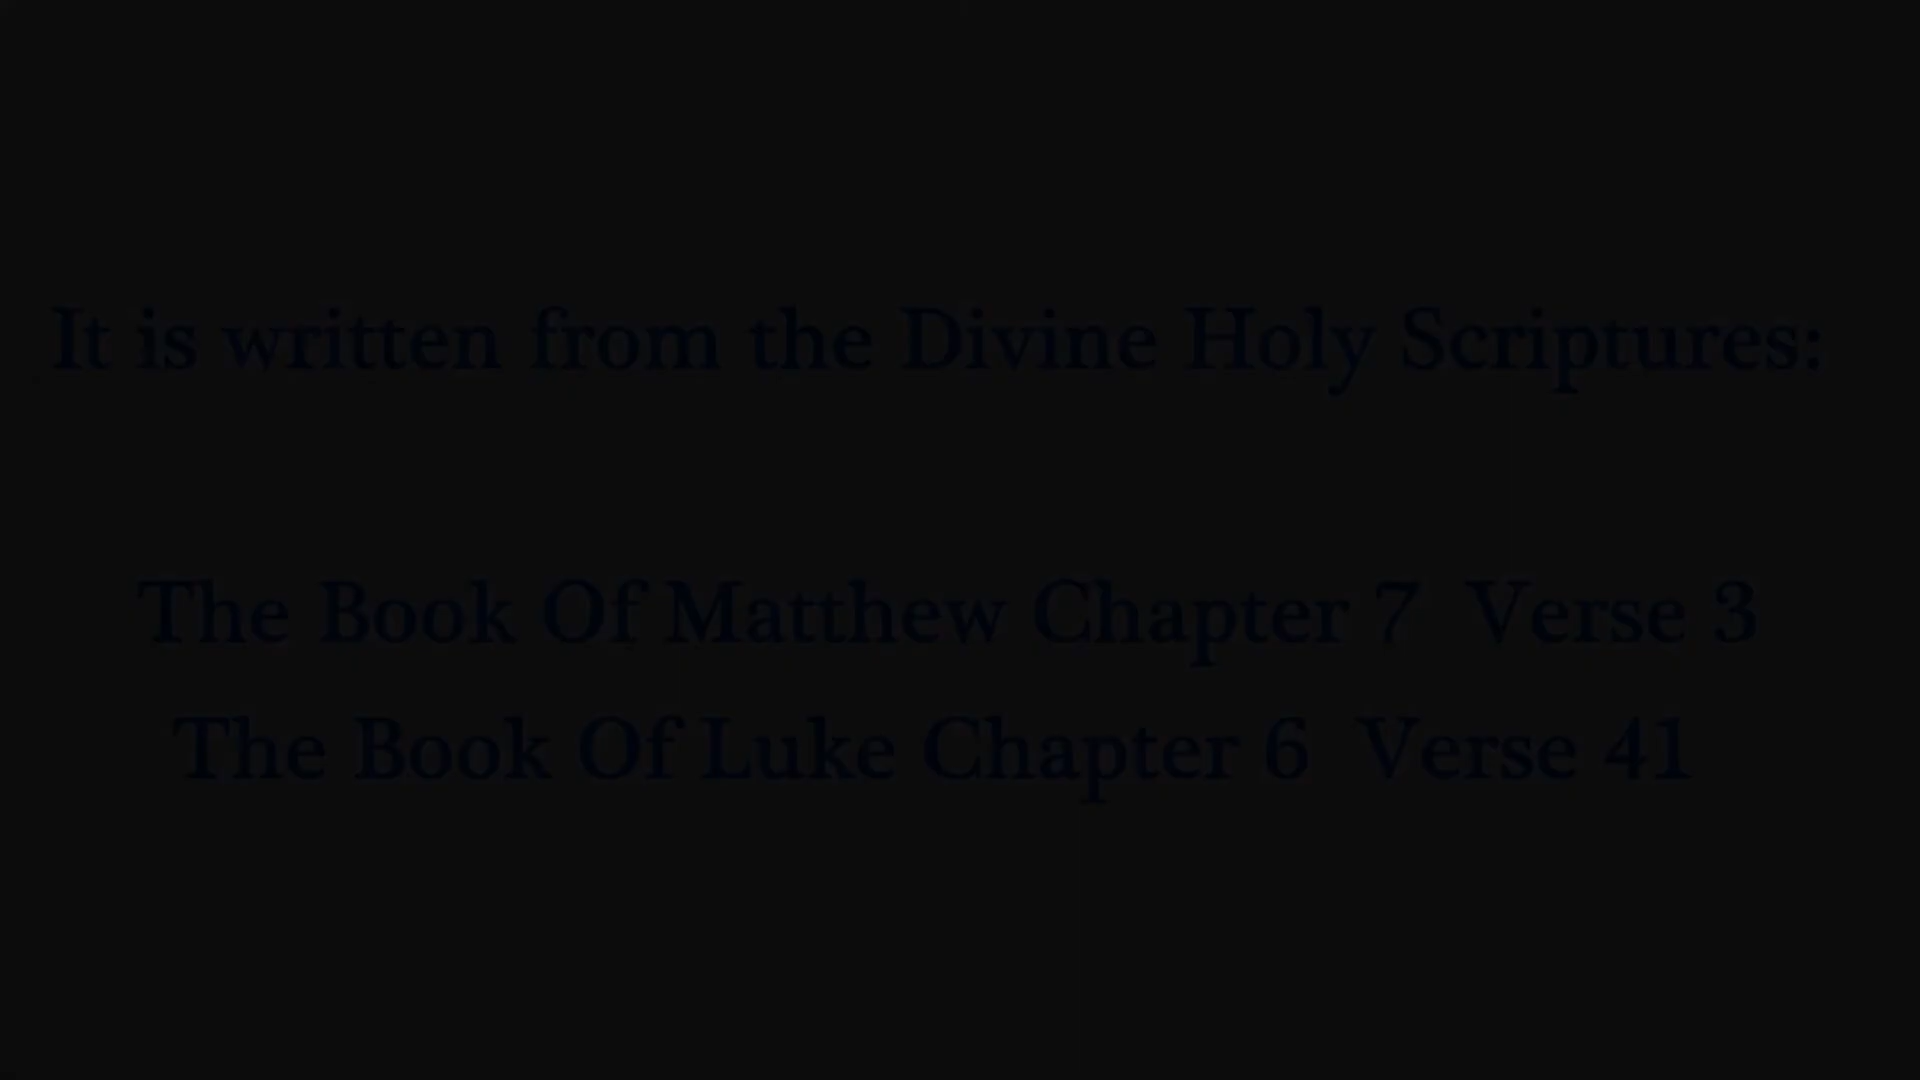 It is written from the Divine Holy Scriptures:
The Book Of Matthew Chapter 7  Verse 3
The Book Of Luke Chapter 6  Verse 41